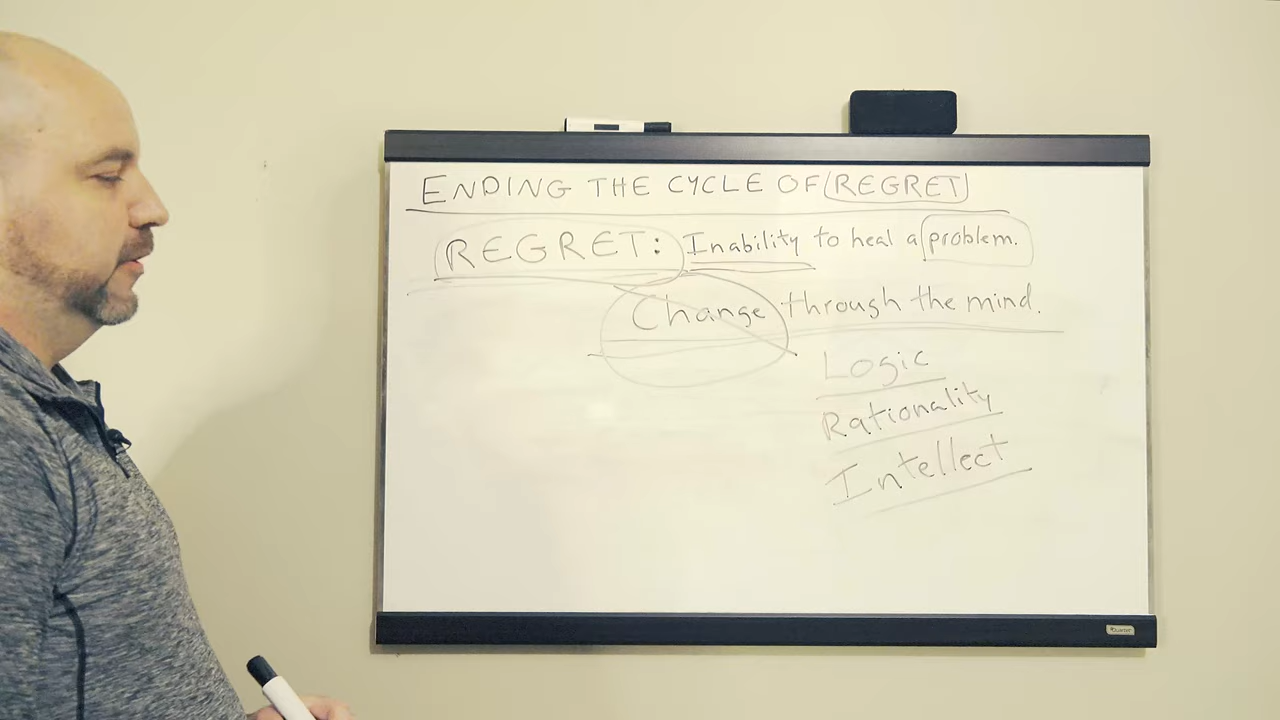 ENDING THE CYCLE OF REGRET
REGRET: Inability to heal a problem.
Change through the mind.
Logic
Rationality
Intellect